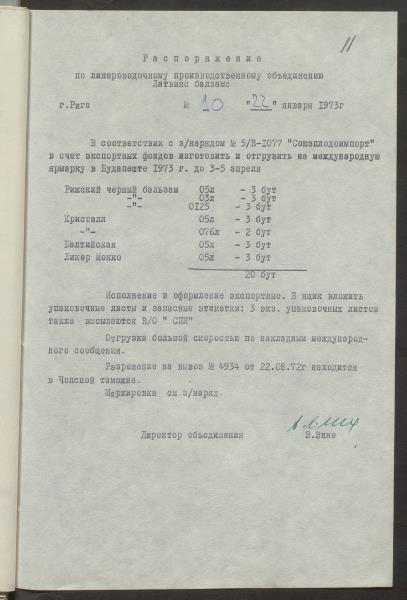 11
Распоряжение
по ликероводочному производственному объединению
Латвияс балзамс
г.Рига № 10 "22" января 1973г
В соответствии с з/нарядом № 5/В-1077 "Союзплодоимпорт"
в счет экспортных фондов изготовить и отгрузить на международную
ярмарку в Будапеште 1973 г. до 3-5 апреля
Рижский черный бальзам 05л - 3 бут
-"- 03л - 3 бут
-"- 0125 - 3 бут
Кристалл 05л - 3 бут
-"- 076л - 2 бут
Балтийская 05л - 3 бут
Ликер Мокко 05л - 3 бут
20 бут
Исполнение и оформление экспортные. В ящик вложить
упаковочные листы и запасные этикетки: 3 экз. упаковочных листов
также высылаются В/О " СПИ"
Отгрузка большой скоростью по накладным международ-
ного сообщения.
Разрешение на вывоз № 4934 от 22.08.72г находится
в Чопской таможне.
Маркировка см.з/наряд.
Директор объединения Э.Энне